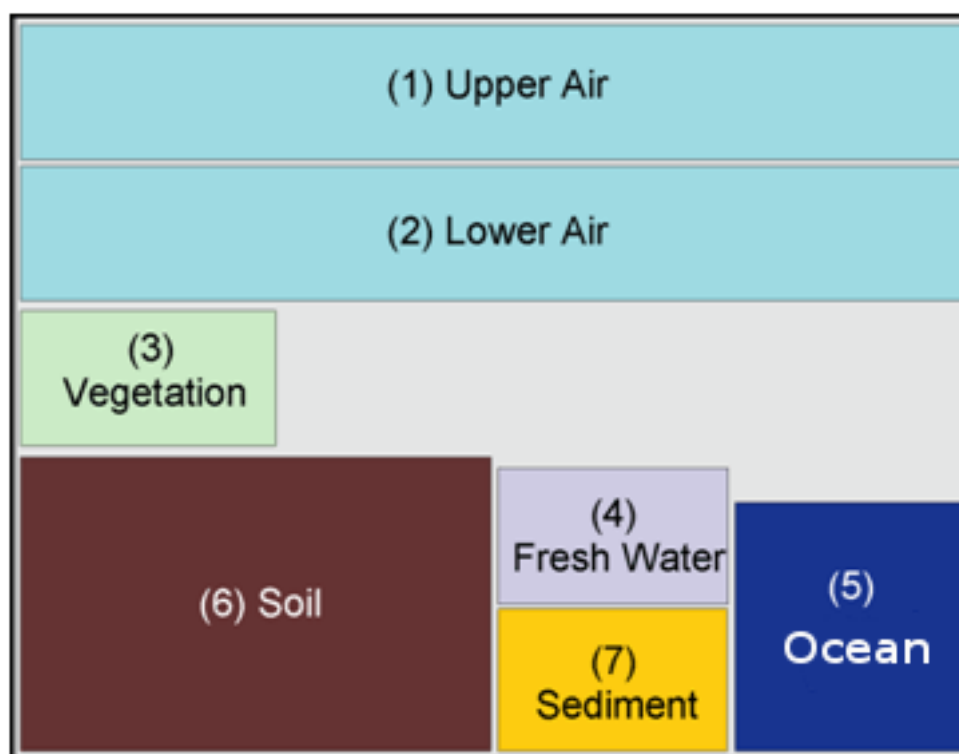 (1) Upper Air
(2) Lower Air
(3)
Vegetation
(6) Soil
(4)
Fresh Water
(7)
Sediment
(5)
Ocean